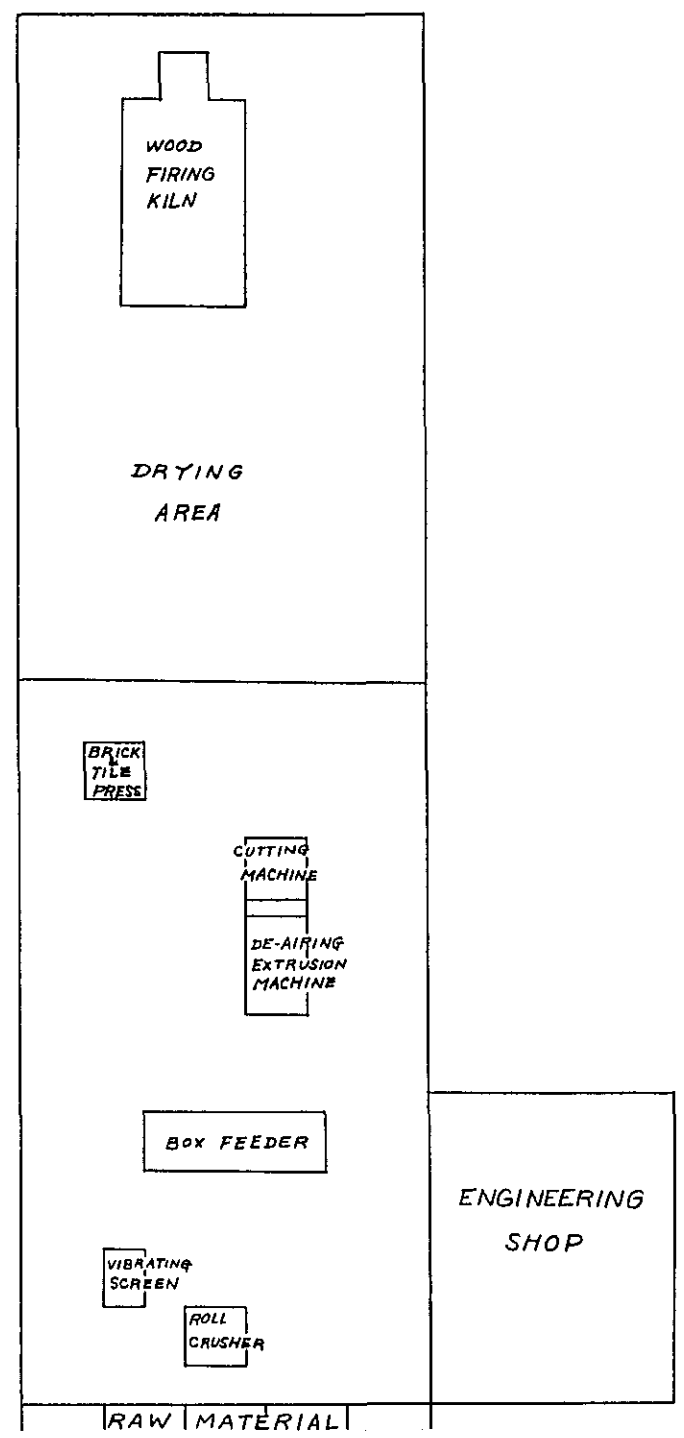 WOOD
FIRING
KILN
DRYING
AREA
BRICK
&
TILE
PRESS
CUTTING
MACHINE
DE-AIRING
EXTRUSION
MACHINE
BOX FEEDER
ENGINEERING
SHOP
VIBRATING
SCREEN
ROLL
CRUSHER
RAW MATERIAL